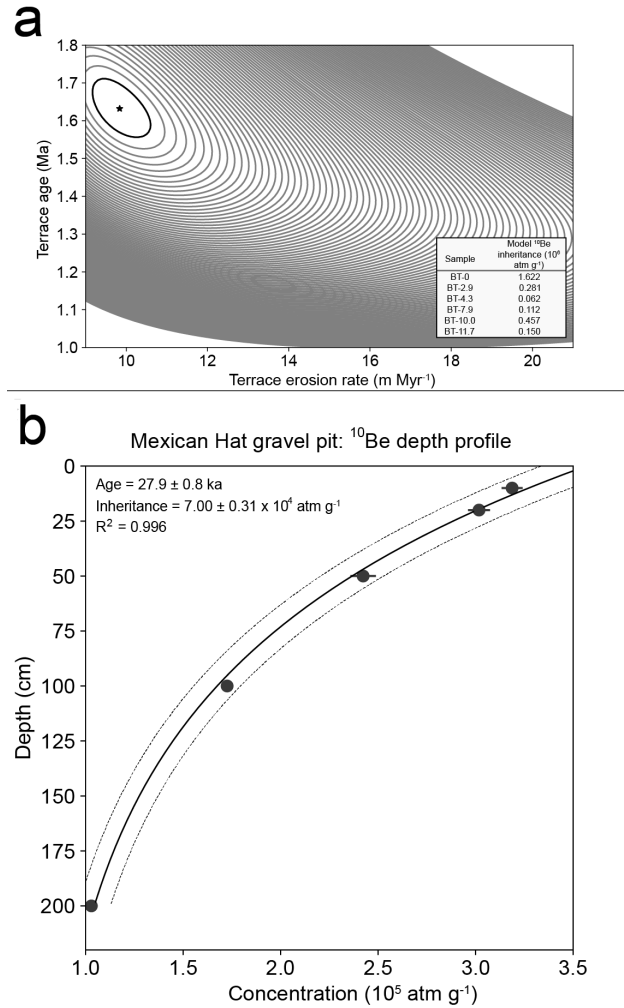 a
1.8
1.7
1.6
1.5
1.4
1.3
1.2
1.1
1.0
Terrace age (Ma)
Sample Model ¹⁰Be inheritance (10⁶ atm g⁻¹)
BT-0 1.622
BT-2.9 0.281
BT-4.3 0.062
BT-7.9 0.112
BT-10.0 0.457
BT-11.7 0.150
10 12 14 16 18 20
Terrace erosion rate (m Myr⁻¹)
b
Mexican Hat gravel pit: ¹⁰Be depth profile
Age = 27.9 ± 0.8 ka
Inheritance = 7.00 ± 0.31 x 10⁴ atm g⁻¹
R² = 0.996
0
25
50
75
100
125
150
175
200
Depth (cm)
1.0 1.5 2.0 2.5 3.0 3.5
Concentration (10⁵ atm g⁻¹)